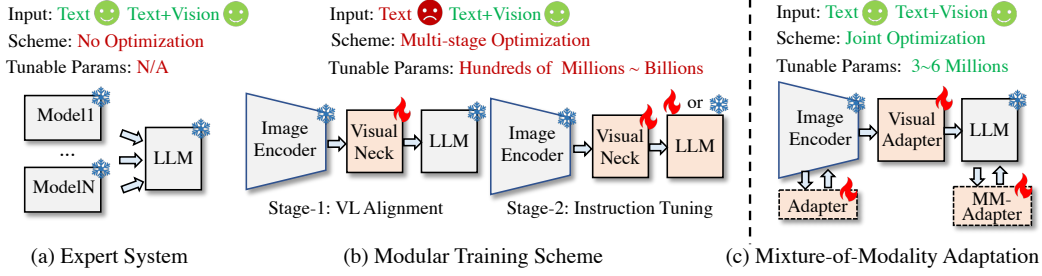 Input: Text Text+Vision
Scheme: No Optimization
Tunable Params: N/A
Model1
...
ModelN
LLM
(a) Expert System
Input: Text Text+Vision
Scheme: Multi-stage Optimization
Tunable Params: Hundreds of Millions ~ Billions
Image
Encoder
Visual
Neck
LLM
Stage-1: VL Alignment
Image
Encoder
Visual
Neck
or
LLM
Stage-2: Instruction Tuning
(b) Modular Training Scheme
Input: Text Text+Vision
Scheme: Joint Optimization
Tunable Params: 3~6 Millions
Image
Encoder
Visual
Adapter
LLM
Adapter
MM-
Adapter
(c) Mixture-of-Modality Adaptation